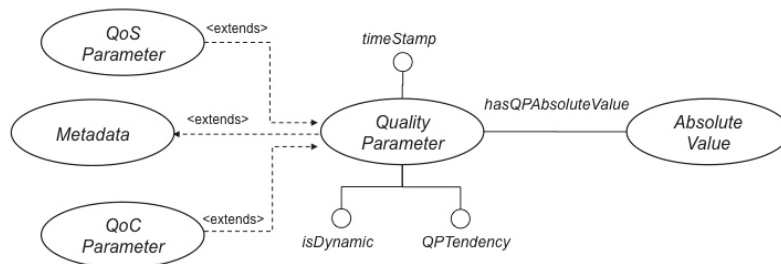 <extends>
QoS
Parameter
timeStamp
hasQPAbsoluteValue
<extends>
Metadata
Quality
Parameter
Absolute
Value
<extends>
QoC
Parameter
isDynamic
QPTendency